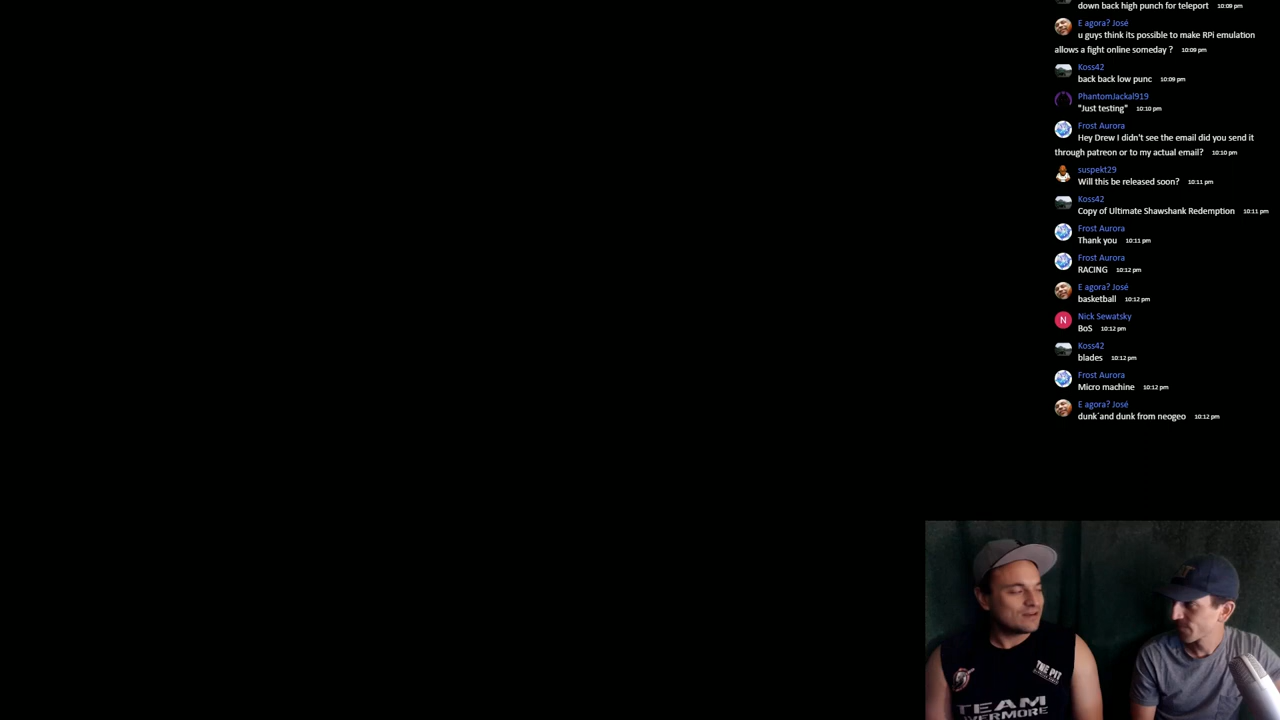 down back high punch for teleport 10:09 pm
E agora? José
u guys think its possible to make RPi emulation
allows a fight online someday ? 10:09 pm
Koss42
back back low punc 10:09 pm
PhantomJackal919
"Just testing" 10:10 pm
Frost Aurora
Hey Drew I didn't see the email did you send it
through patreon or to my actual email? 10:10 pm
suspekt29
Will this be released soon? 10:11 pm
Koss42
Copy of Ultimate Shawshank Redemption 10:11 pm
Frost Aurora
Thank you 10:11 pm
Frost Aurora
RACING 10:12 pm
E agora? José
basketball 10:12 pm
N
Nick Sewatsky
BoS 10:12 pm
Koss42
blades 10:12 pm
Frost Aurora
Micro machine 10:12 pm
E agora? José
dunk´and dunk from neogeo 10:12 pm
THE PIT
TEAM